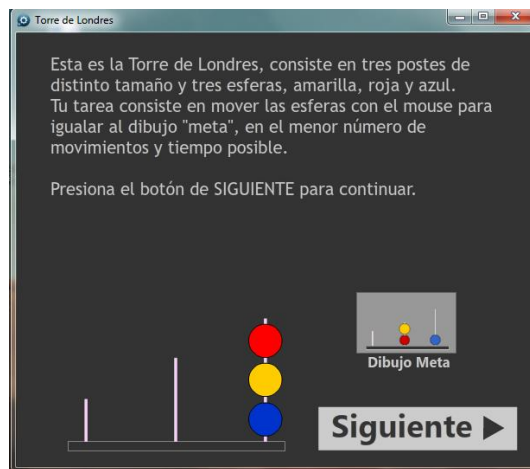 Torre de Londres
Esta es la Torre de Londres, consiste en tres postes de
distinto tamaño y tres esferas, amarilla, roja y azul.
Tu tarea consiste en mover las esferas con el mouse para
igualar al dibujo "meta", en el menor número de
movimientos y tiempo posible.
Presiona el botón de SIGUIENTE para continuar.
Dibujo Meta
Siguiente